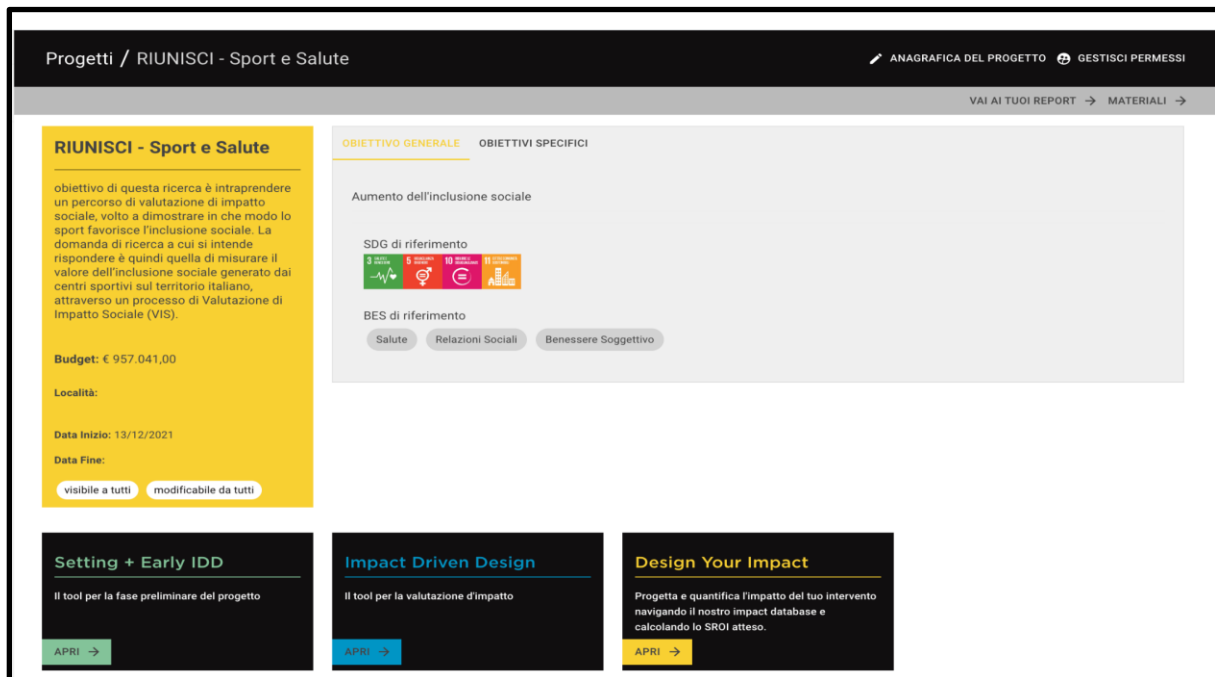 Progetti / RIUNISCI - Sport e Salute
ANAGRAFICA DEL PROGETTO
GESTISCI PERMESSI
VAI AI TUOI REPORT →
MATERIALI →
RIUNISCI - Sport e Salute
obiettivo di questa ricerca è intraprendere
un percorso di valutazione di impatto
sociale, volto a dimostrare in che modo lo
sport favorisce l'inclusione sociale. La
domanda di ricerca a cui si intende
rispondere è quindi quella di misurare il
valore dell'inclusione sociale generato dai
centri sportivi sul territorio italiano,
attraverso un processo di Valutazione di
Impatto Sociale (VIS).
Budget: € 957.041,00
Località:
Data Inizio: 13/12/2021
Data Fine:
visibile a tutti
modificabile da tutti
OBIETTIVO GENERALE
OBIETTIVI SPECIFICI
Aumento dell'inclusione sociale
SDG di riferimento
3
5
10
11
BES di riferimento
Salute
Relazioni Sociali
Benessere Soggettivo
Setting + Early IDD
Il tool per la fase preliminare del progetto
APRI →
Impact Driven Design
Il tool per la valutazione d'impatto
APRI →
Design Your Impact
Progetta e quantifica l'impatto del tuo intervento
navigando il nostro impact database e
calcolando lo SROI atteso.
APRI →